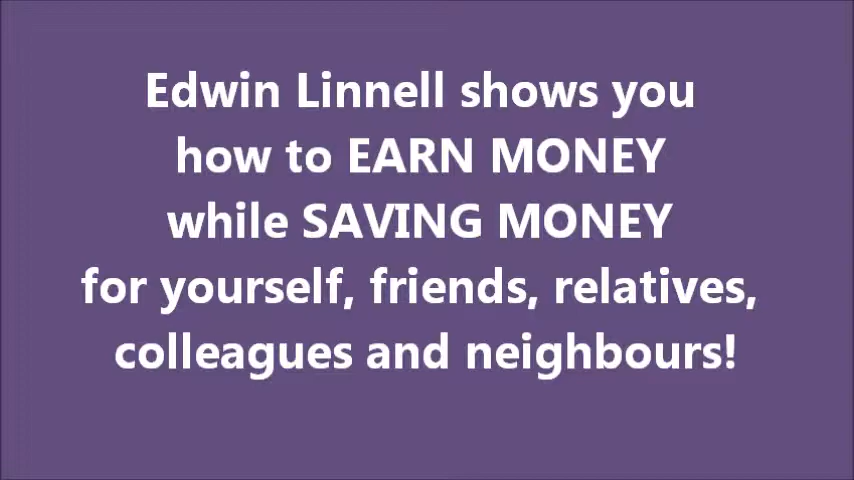 Edwin Linnell shows you
how to EARN MONEY
while SAVING MONEY
for yourself, friends, relatives,
colleagues and neighbours!